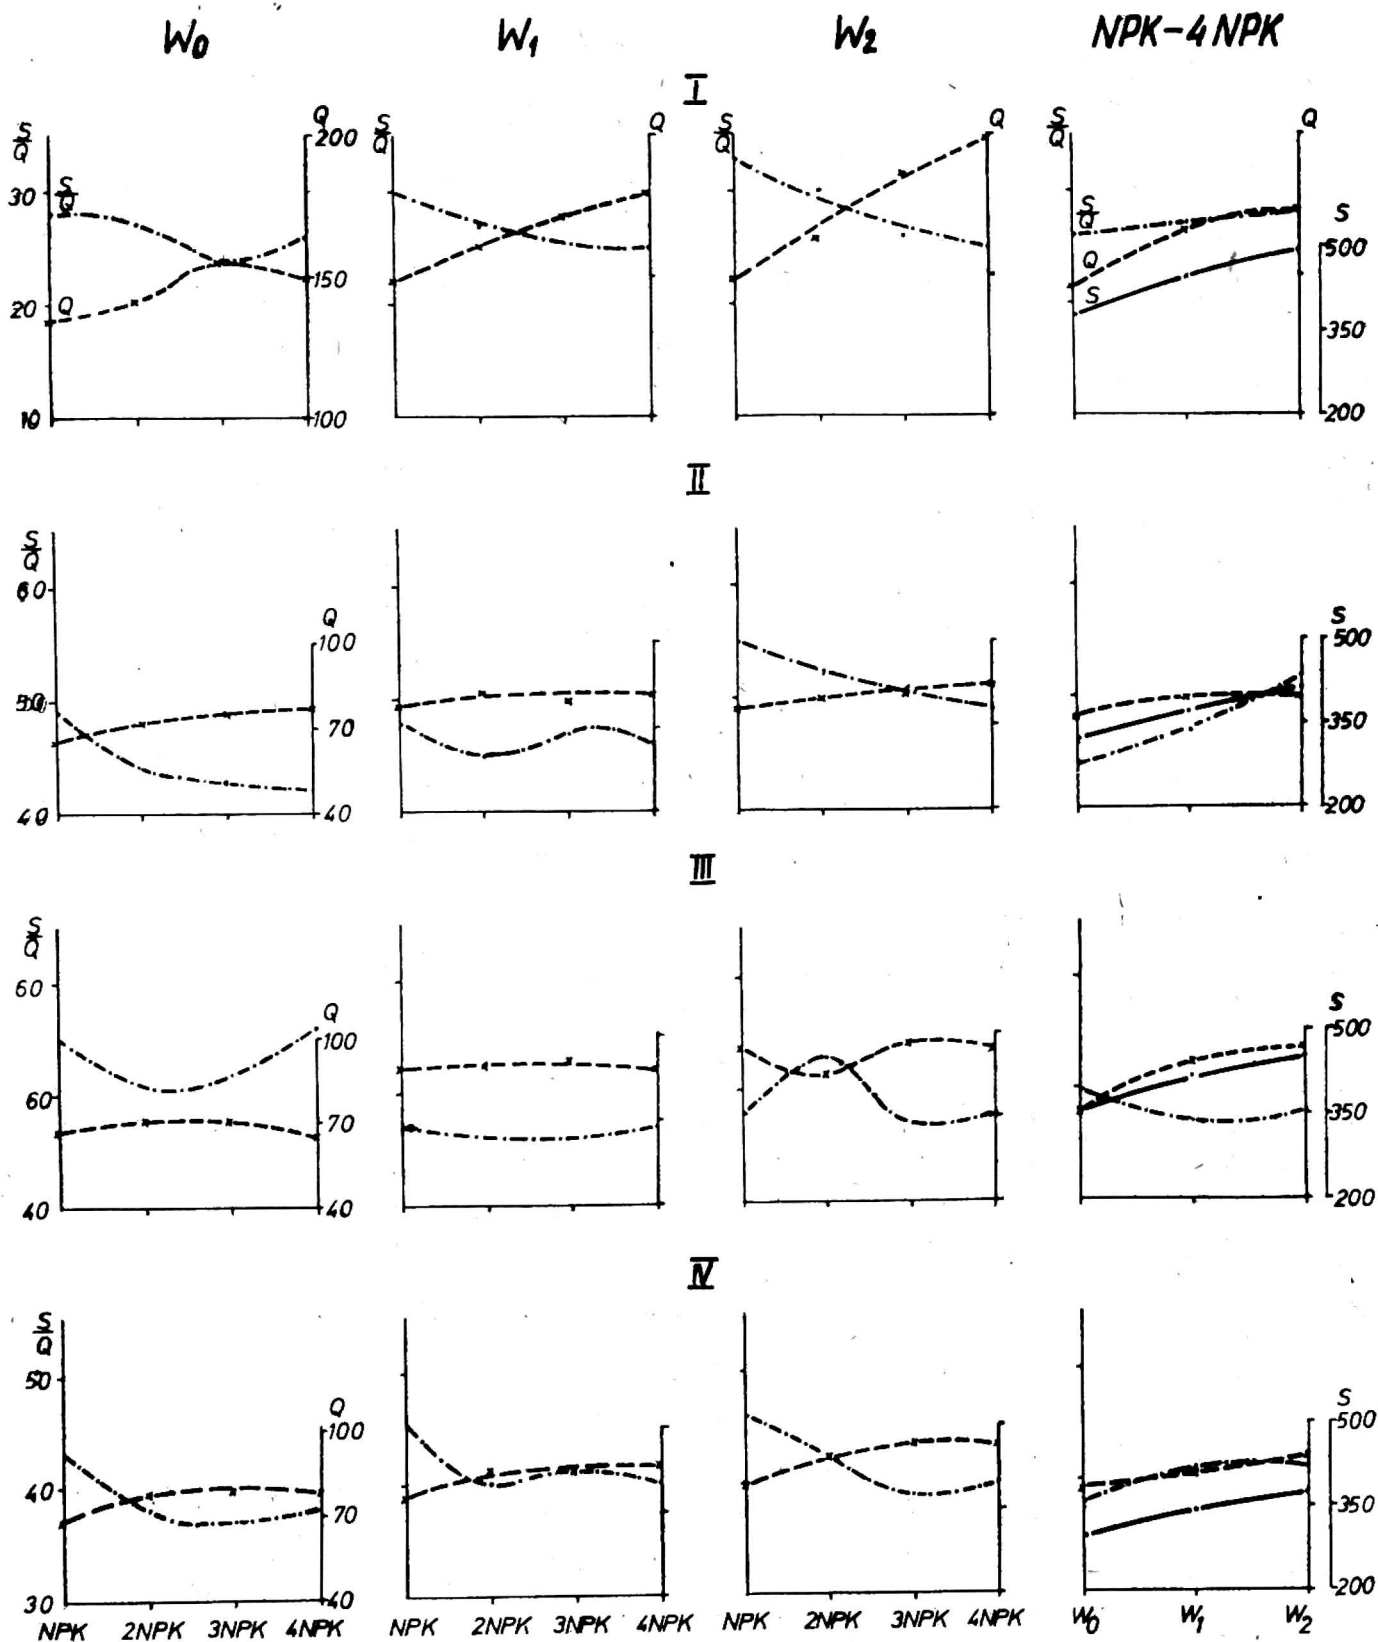 W0 W1 W2 NPK-4NPK
I
S/Q Q S/Q Q S/Q Q S/Q Q
200
30 S/Q S/Q S
500
150 Q
20 Q S
350
10 100 200
II
S/Q
60
Q S
100 500
50
70 350
40 40 200
III
S/Q
60
Q S
100 500
60
70 350
40 40 200
IV
S/Q
50
Q S
100 500
40
70 350
30 40 200
NPK 2NPK 3NPK 4NPK NPK 2NPK 3NPK 4NPK NPK 2NPK 3NPK 4NPK W0 W1 W2